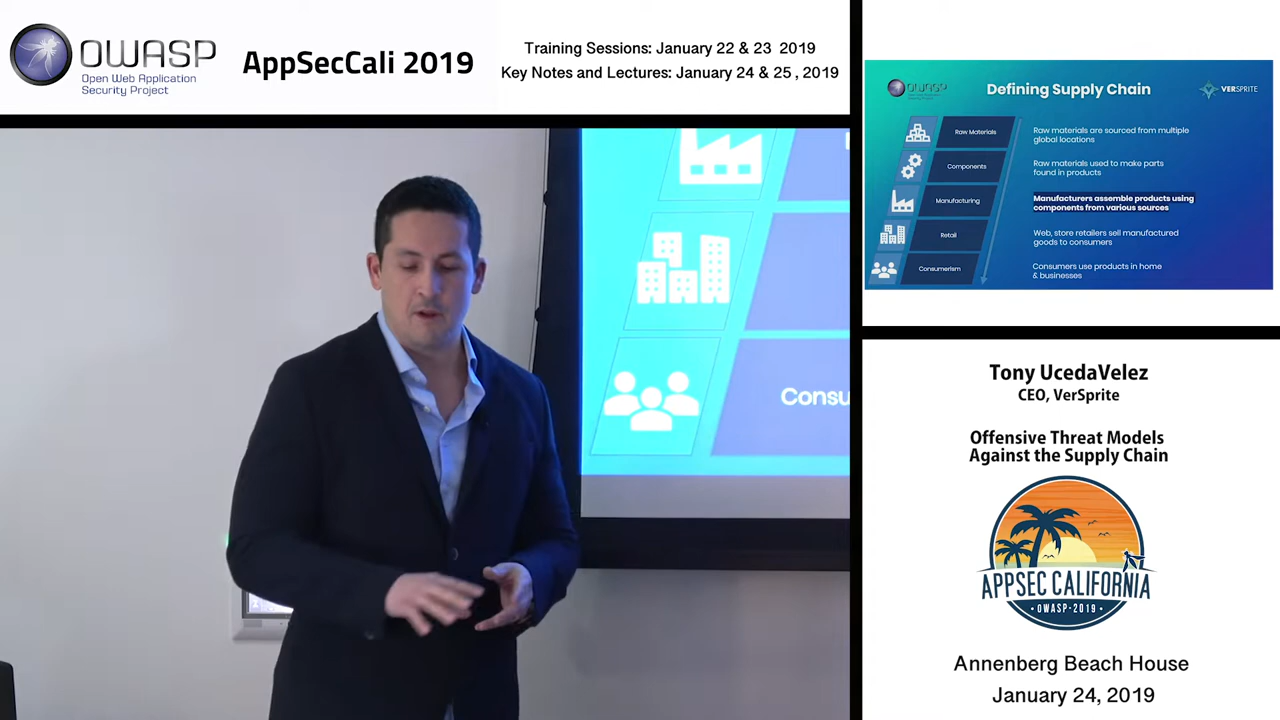 OWASP
Open Web Application
Security Project
AppSecCali 2019
Training Sessions: January 22 & 23 2019
Key Notes and Lectures: January 24 & 25 , 2019
Consu
OWASP
Defining Supply Chain
VERSPRITE
Raw Materials
Raw materials are sourced from multiple
global locations
Components
Raw materials used to make parts
found in products
Manufacturing
Manufacturers assemble products using
components from various sources
Retail
Web, store retailers sell manufactured
goods to consumers
Consumerism
Consumers use products in home
& businesses
Tony UcedaVelez
CEO, VerSprite
Offensive Threat Models
Against the Supply Chain
APPSEC CALIFORNIA
OWASP-2019
Annenberg Beach House
January 24, 2019